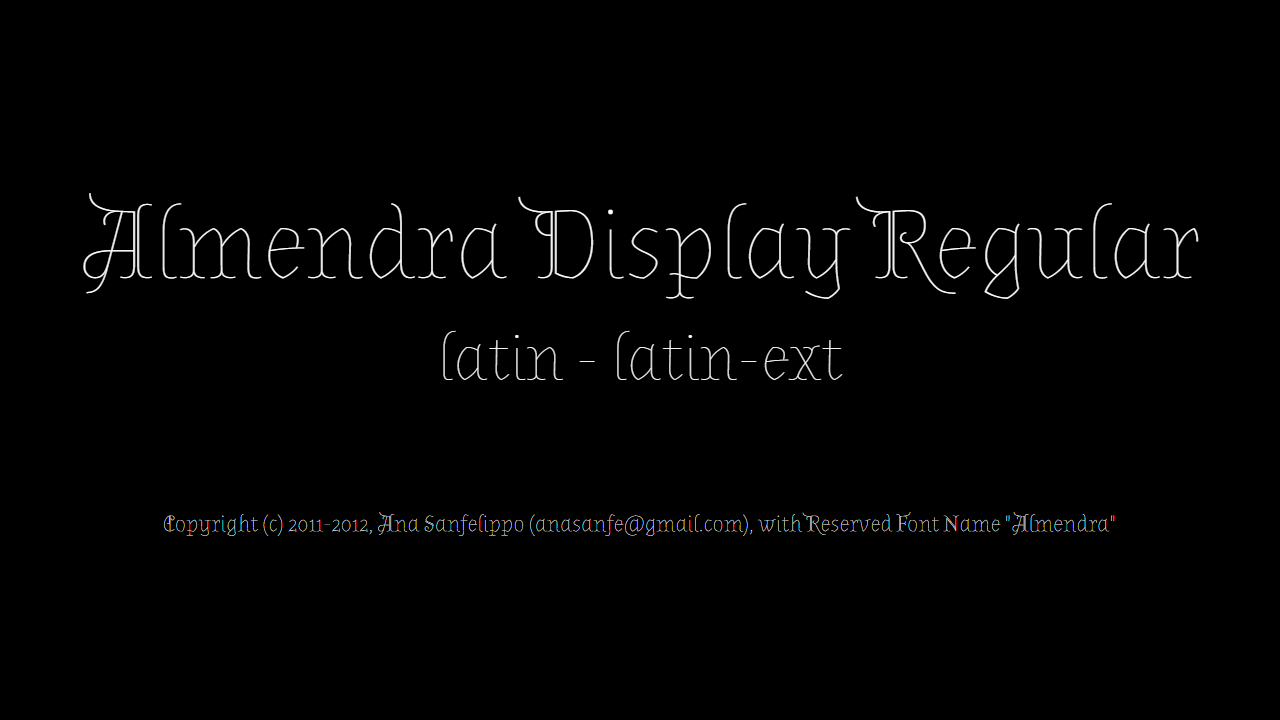 Almendra Display Regular
latin - latin-ext
Copyright (c) 2011-2012, Ana Sanfelippo (anasanfe@gmail.com), with Reserved Font Name "Almendra"